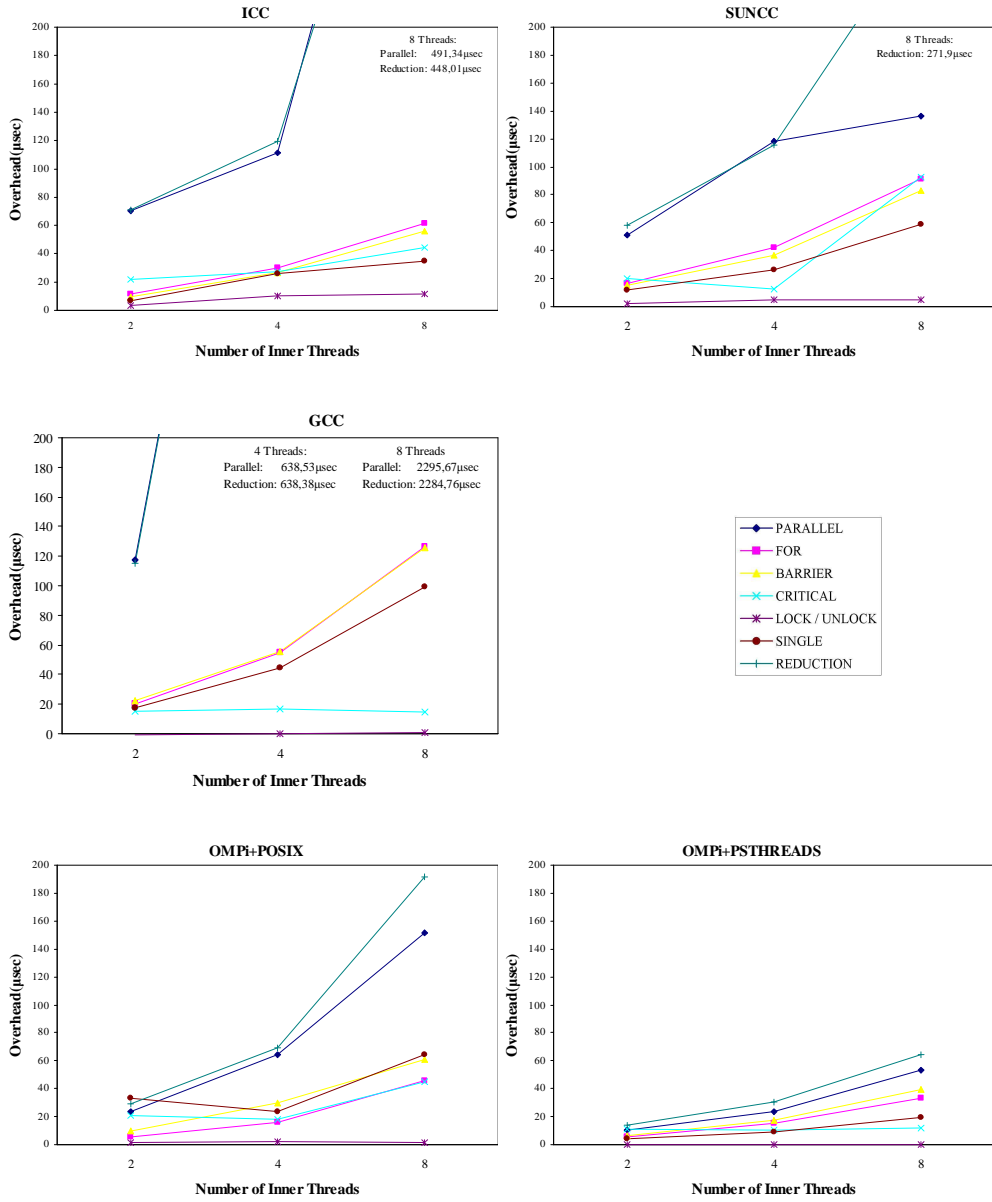 ICC
200
180
160
140
120
100
80
60
40
20
0
Overhead(μsec)
8 Threads:
Parallel: 491,34μsec
Reduction: 448,01μsec
2
4
8
Number of Inner Threads
SUNCC
200
180
160
140
120
100
80
60
40
20
0
Overhead(μsec)
8 Threads:
Reduction: 271,9μsec
2
4
8
Number of Inner Threads
GCC
200
180
160
140
120
100
80
60
40
20
0
Overhead(μsec)
4 Threads:
Parallel: 638,53μsec
Reduction: 638,38μsec
8 Threads
Parallel: 2295,67μsec
Reduction: 2284,76μsec
2
4
8
Number of Inner Threads
PARALLEL
FOR
BARRIER
CRITICAL
LOCK / UNLOCK
SINGLE
REDUCTION
OMPi+POSIX
200
180
160
140
120
100
80
60
40
20
0
Overhead(μsec)
2
4
8
Number of Inner Threads
OMPi+PSTHREADS
200
180
160
140
120
100
80
60
40
20
0
Overhead(μsec)
2
4
8
Number of Inner Threads